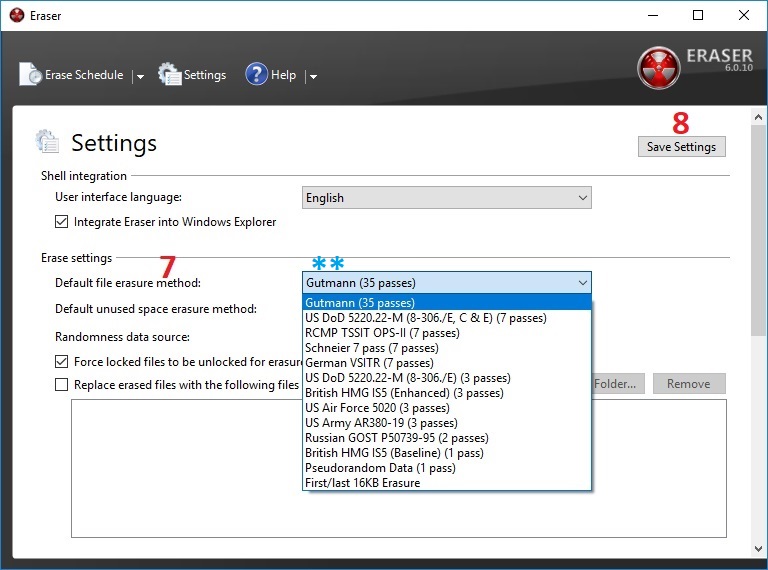 Eraser
Erase Schedule Settings Help
ERASER
6.0.10
8
Settings
Save Settings
Shell integration
User interface language: English
Integrate Eraser into Windows Explorer
Erase settings
7 **
Default file erasure method: Gutmann (35 passes)
Gutmann (35 passes)
Default unused space erasure method:
US DoD 5220.22-M (8-306./E, C & E) (7 passes)
RCMP TSSIT OPS-II (7 passes)
Randomness data source:
Schneier 7 pass (7 passes)
Force locked files to be unlocked for erasure
German VSITR (7 passes)
US DoD 5220.22-M (8-306./E) (3 passes)
Replace erased files with the following files
Folder... Remove
British HMG IS5 (Enhanced) (3 passes)
US Air Force 5020 (3 passes)
US Army AR380-19 (3 passes)
Russian GOST P50739-95 (2 passes)
British HMG IS5 (Baseline) (1 pass)
Pseudorandom Data (1 pass)
First/last 16KB Erasure